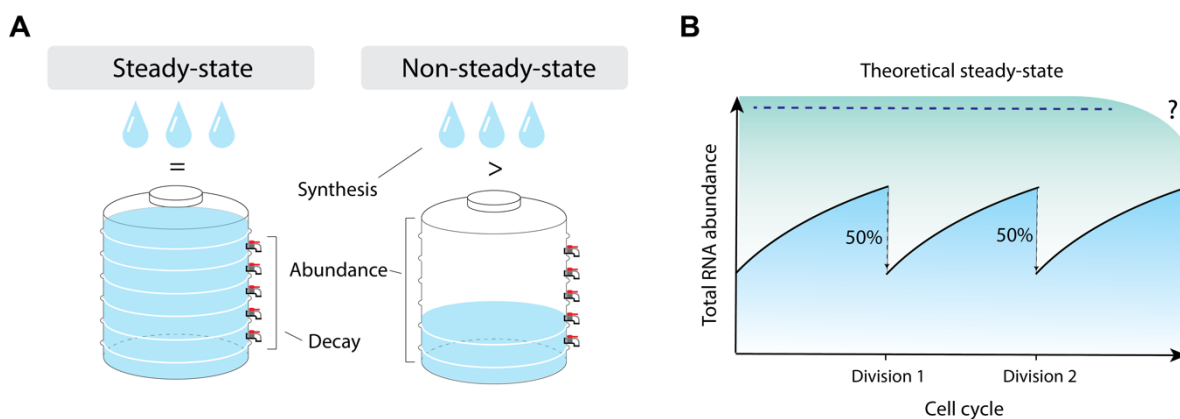 A
Steady-state
Non-steady-state
=
>
Synthesis
Abundance
Decay
B
Theoretical steady-state
?
Total RNA abundance
50%
50%
Division 1
Division 2
Cell cycle